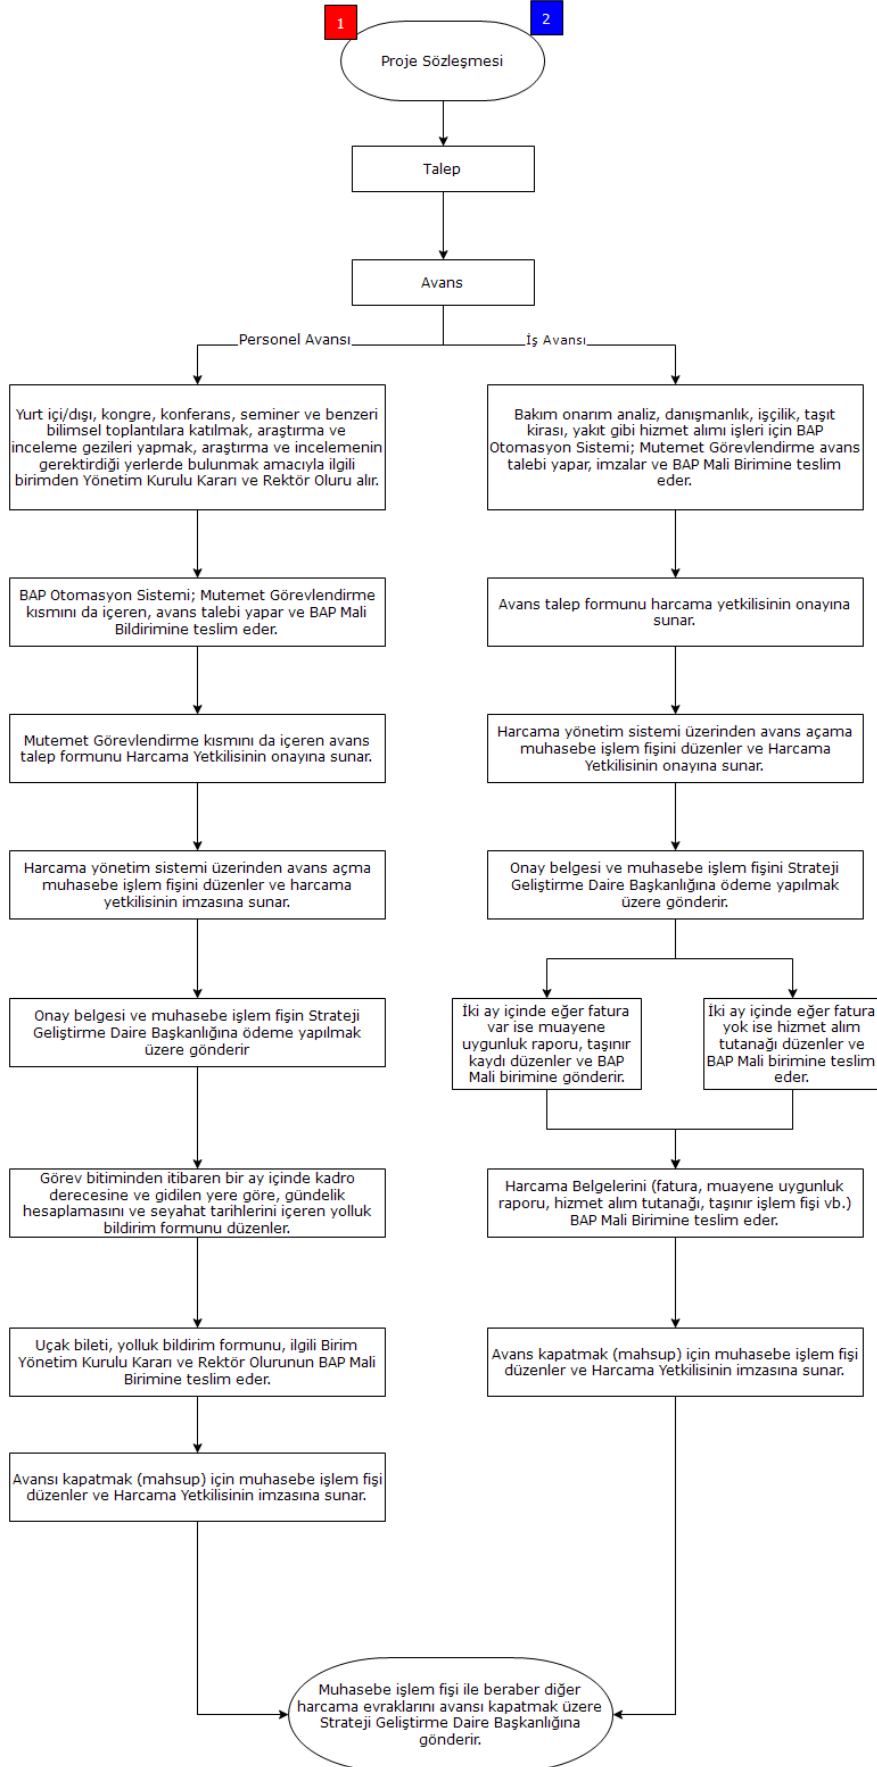 1
2
Proje Sözleşmesi
Talep
Avans
Personel Avansı
İş Avansı
Yurt içi/dışı, kongre, konferans, seminer ve benzeri
bilimsel toplantılara katılmak, araştırma ve
inceleme gezileri yapmak, araştırma ve incelemenin
gerektirdiği yerlerde bulunmak amacıyla ilgili
birimden Yönetim Kurulu Kararı ve Rektör Oluru alır.
BAP Otomasyon Sistemi; Mutemet Görevlendirme
kısmını da içeren, avans talebi yapar ve BAP Mali
Bildirimine teslim eder.
Mutemet Görevlendirme kısmını da içeren avans
talep formunu Harcama Yetkilisinin onayına sunar.
Harcama yönetim sistemi üzerinden avans açma
muhasebe işlem fişini düzenler ve harcama
yetkilisinin imzasına sunar.
Onay belgesi ve muhasebe işlem fişin Strateji
Geliştirme Daire Başkanlığına ödeme yapılmak
üzere gönderir
Görev bitiminden itibaren bir ay içinde kadro
derecesine ve gidilen yere göre, gündelik
hesaplamasını ve seyahat tarihlerini içeren yolluk
bildirim formunu düzenler.
Uçak bileti, yolluk bildirim formunu, ilgili Birim
Yönetim Kurulu Kararı ve Rektör Olurunun BAP Mali
Birimine teslim eder.
Avansı kapatmak (mahsup) için muhasebe işlem fişi
düzenler ve Harcama Yetkilisinin imzasına sunar.
Bakım onarım analiz, danışmanlık, işçilik, taşıt
kirası, yakıt gibi hizmet alımı işleri için BAP
Otomasyon Sistemi; Mutemet Görevlendirme avans
talebi yapar, imzalar ve BAP Mali Birimine teslim
eder.
Avans talep formunu harcama yetkilisinin onayına
sunar.
Harcama yönetim sistemi üzerinden avans açama
muhasebe işlem fişini düzenler ve Harcama
Yetkilisinin onayına sunar.
Onay belgesi ve muhasebe işlem fişini Strateji
Geliştirme Daire Başkanlığına ödeme yapılmak
üzere gönderir.
İki ay içinde eğer fatura
var ise muayene
uygunluk raporu, taşınır
kaydı düzenler ve BAP
Mali birimine gönderir.
İki ay içinde eğer fatura
yok ise hizmet alım
tutanağı düzenler ve
BAP Mali birimine teslim
eder.
Harcama Belgelerini (fatura, muayene uygunluk
raporu, hizmet alım tutanağı, taşınır işlem fişi vb.)
BAP Mali Birimine teslim eder.
Avans kapatmak (mahsup) için muhasebe işlem fişi
düzenler ve Harcama Yetkilisinin imzasına sunar.
Muhasebe işlem fişi ile beraber diğer
harcama evraklarını avansı kapatmak üzere
Strateji Geliştirme Daire Başkanlığına
gönderir.